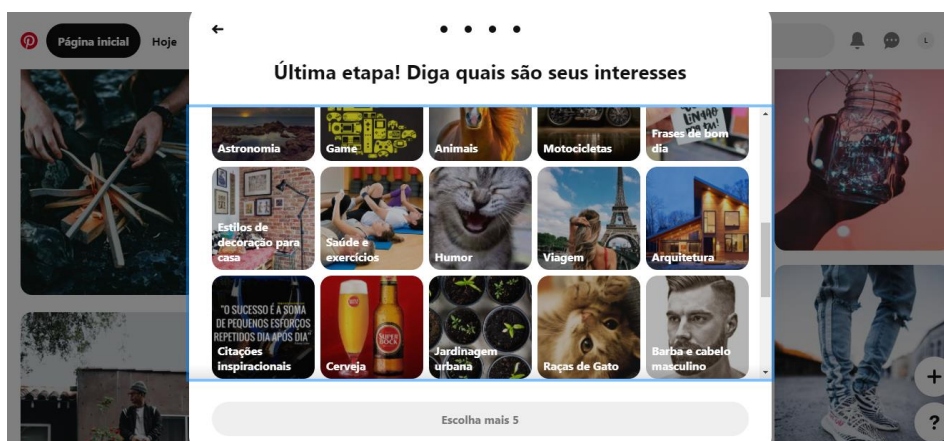 Página inicial
Hoje
L
Última etapa! Diga quais são seus interesses
Astronomia
Game
Animais
Motocicletas
Frases de bom
dia
Estilos de
decoração para
casa
Saúde e
exercícios
Humor
Viagem
Arquitetura
"O SUCESSO É A SOMA
DE PEQUENOS ESFORÇOS
REPETIDOS DIA APÓS DIA"
Citações
inspiracionais
SUPER
BOCK
Cerveja
Jardinagem
urbana
Raças de Gato
Barba e cabelo
masculino
Escolha mais 5
+
?